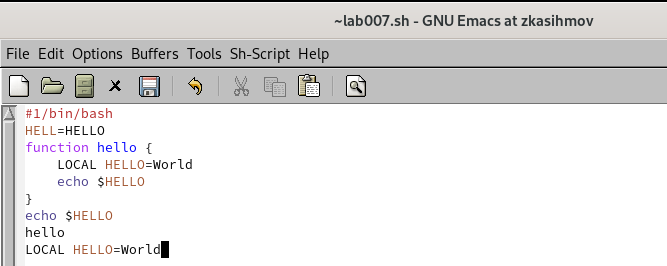 ~lab007.sh - GNU Emacs at zkasihmov
File Edit Options Buffers Tools Sh-Script Help
#1/bin/bash
HELL=HELLO
function hello {
    LOCAL HELLO=World
    echo $HELLO
}
echo $HELLO
hello
LOCAL HELLO=World